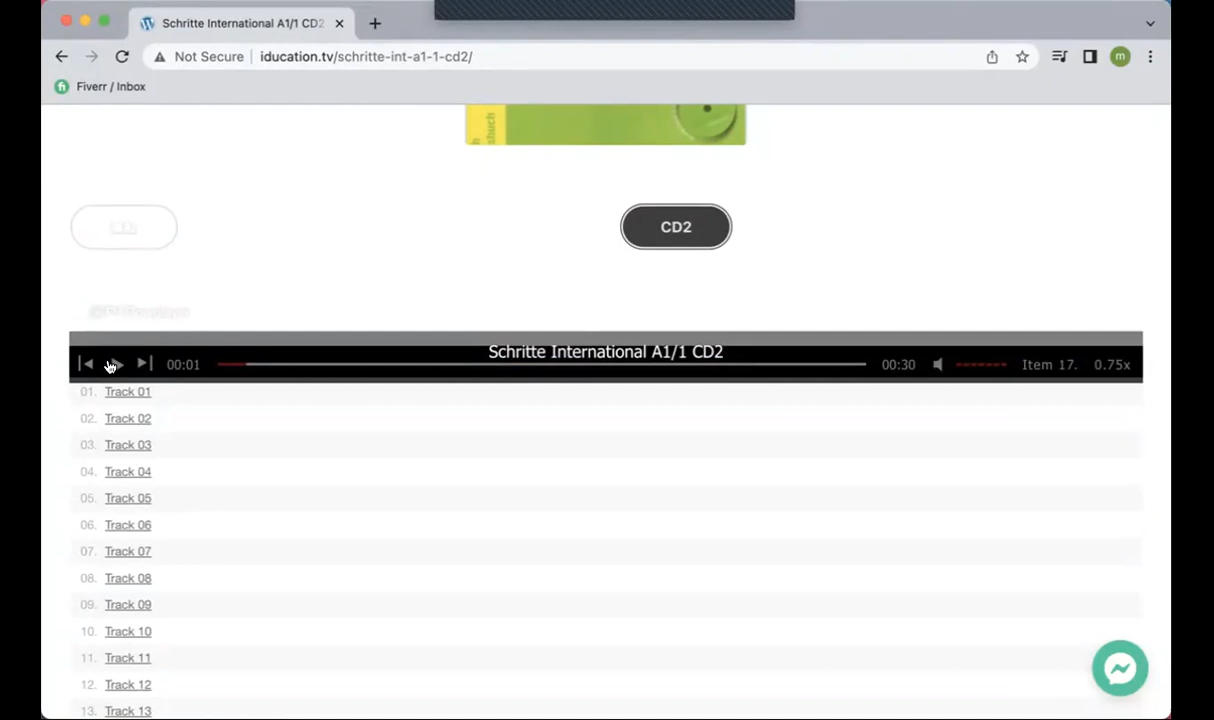 Schritte International A1/1 CD2
Not Secure iducation.tv/schritte-int-a1-1-cd2/ m
Fiverr / Inbox
CD2
Schritte International A1/1 CD2
00:01 00:30 Item 17. 0.75x
01. Track 01
02. Track 02
03. Track 03
04. Track 04
05. Track 05
06. Track 06
07. Track 07
08. Track 08
09. Track 09
10. Track 10
11. Track 11
12. Track 12
13. Track 13